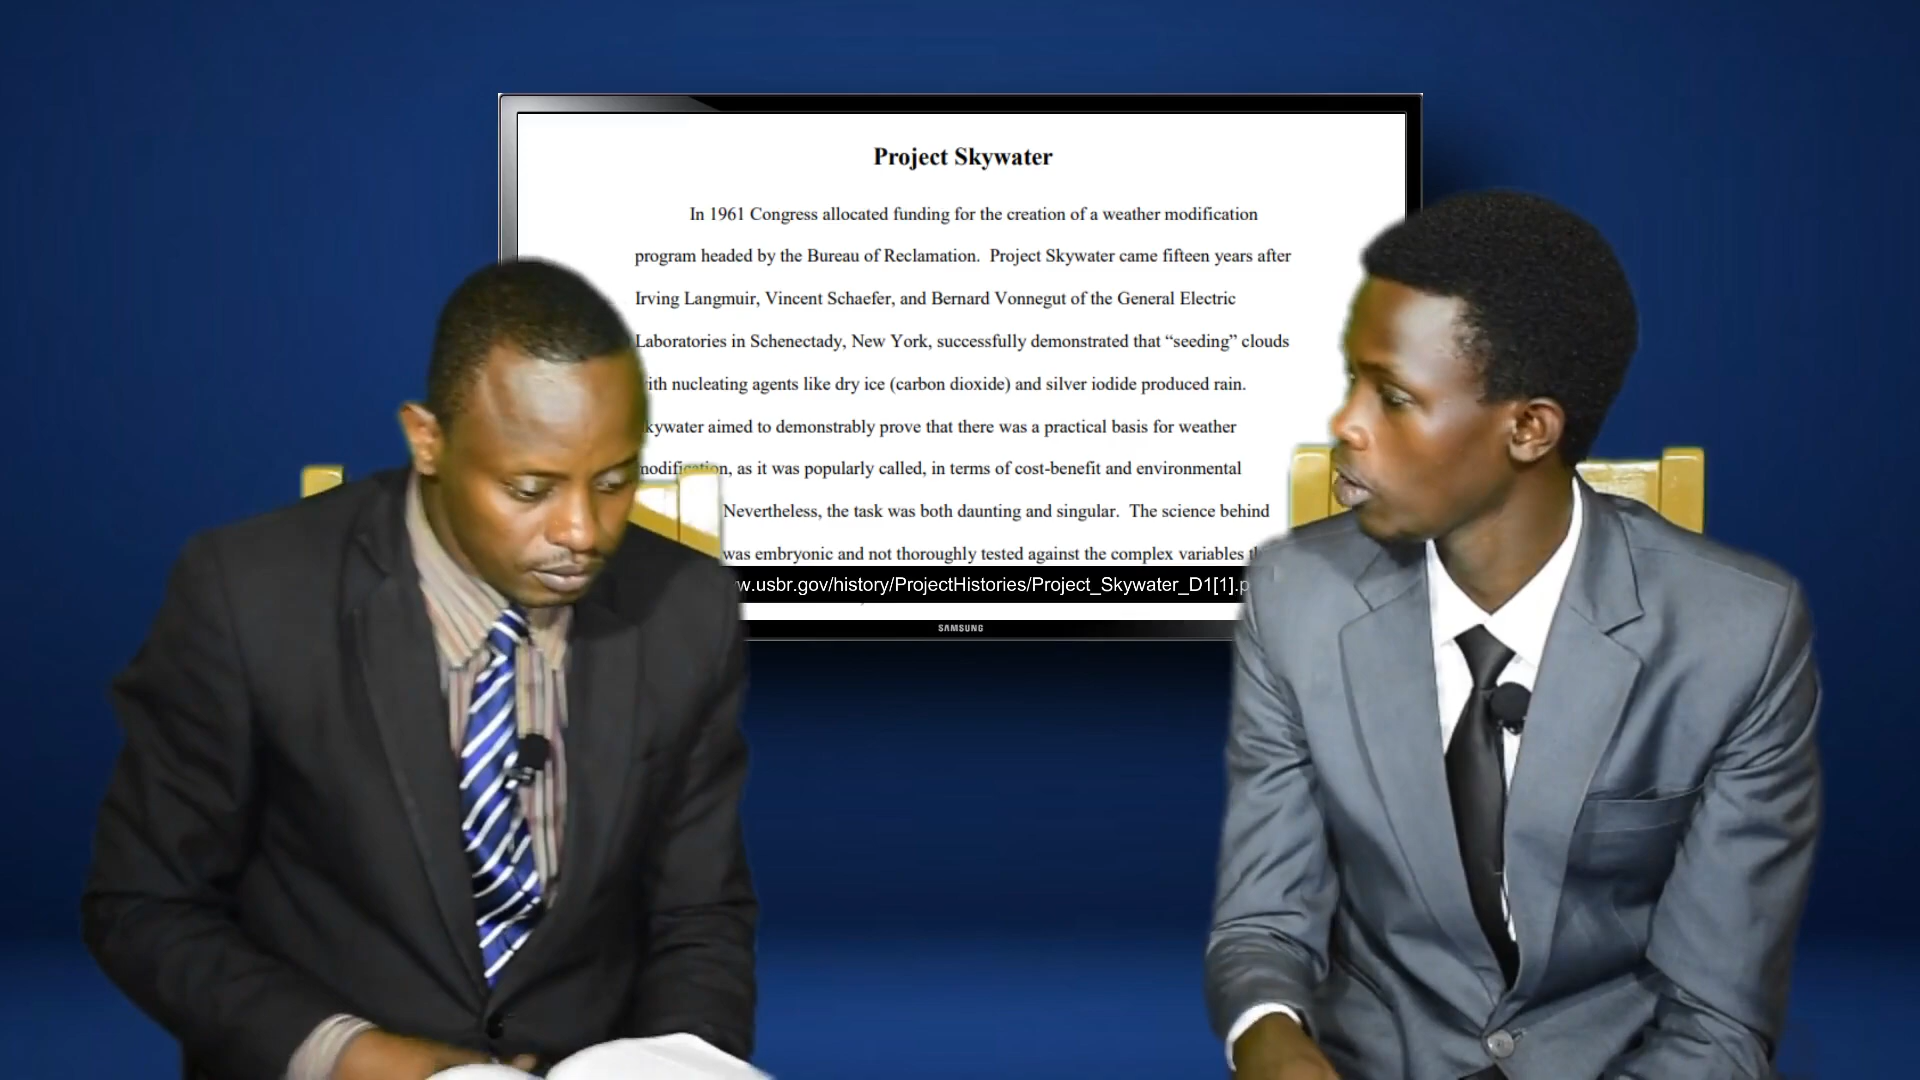 Project Skywater
In 1961 Congress allocated funding for the creation of a weather modification
program headed by the Bureau of Reclamation. Project Skywater came fifteen years after
Irving Langmuir, Vincent Schaefer, and Bernard Vonnegut of the General Electric
Laboratories in Schenectady, New York, successfully demonstrated that “seeding” clouds
ith nucleating agents like dry ice (carbon dioxide) and silver iodide produced rain.
kywater aimed to demonstrably prove that there was a practical basis for weather
modification, as it was popularly called, in terms of cost-benefit and environmental
Nevertheless, the task was both daunting and singular. The science behind
was embryonic and not thoroughly tested against the complex variables
w.usbr.gov/history/ProjectHistories/Project_Skywater_D1[1].p
SAMSUNG